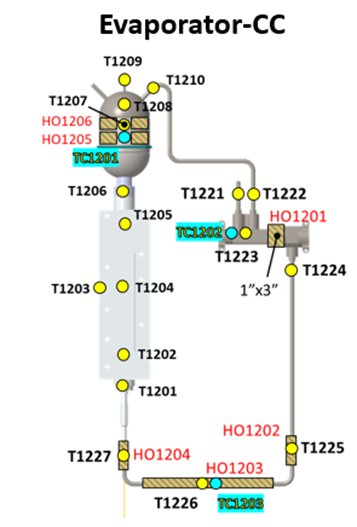 Evaporator-CC
T1209
T1210
T1207
T1208
HO1206
HO1205
TC1201
T1206
T1221
T1222
T1205
HO1201
TC1202
T1223
T1224
T1203
T1204
1”x3”
T1202
T1201
HO1202
T1225
T1227
HO1204
HO1203
T1226
TC1203